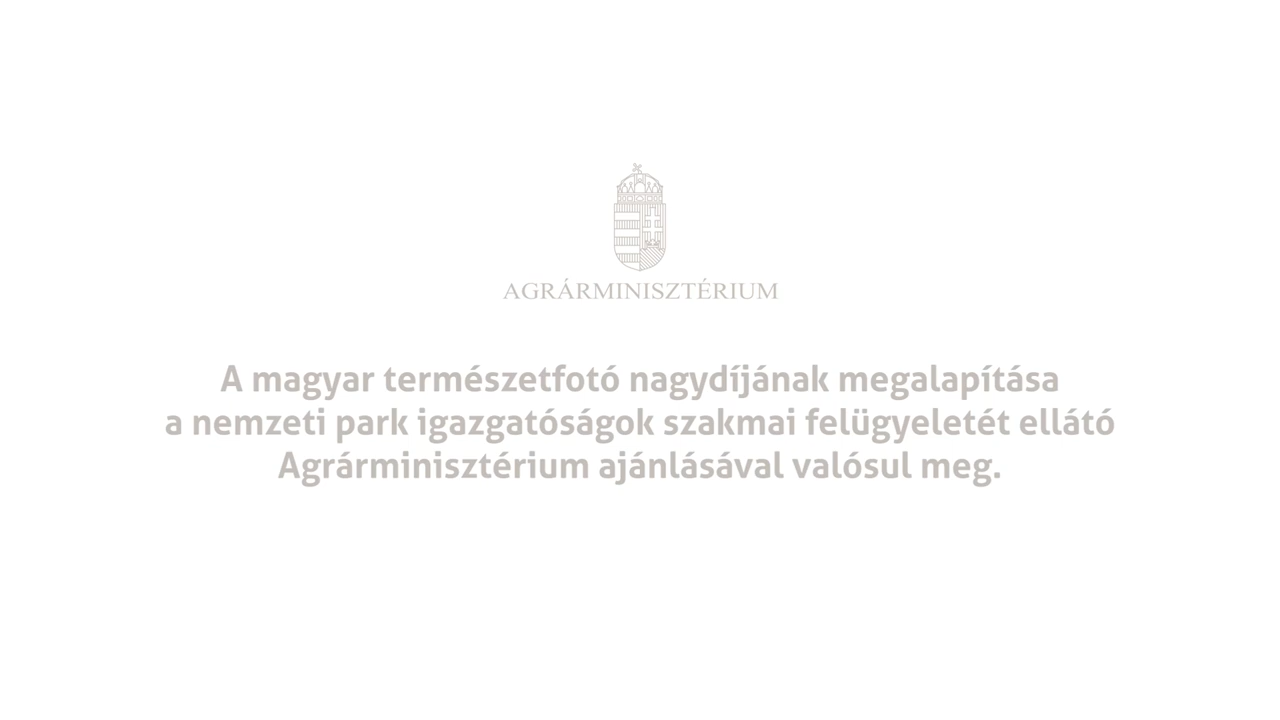 AGRÁRMINISZTÉRIUM
A magyar természetfotó nagydíjának megalapítása
a nemzeti park igazgatóságok szakmai felügyeletét ellátó
Agrárminisztérium ajánlásával valósul meg.